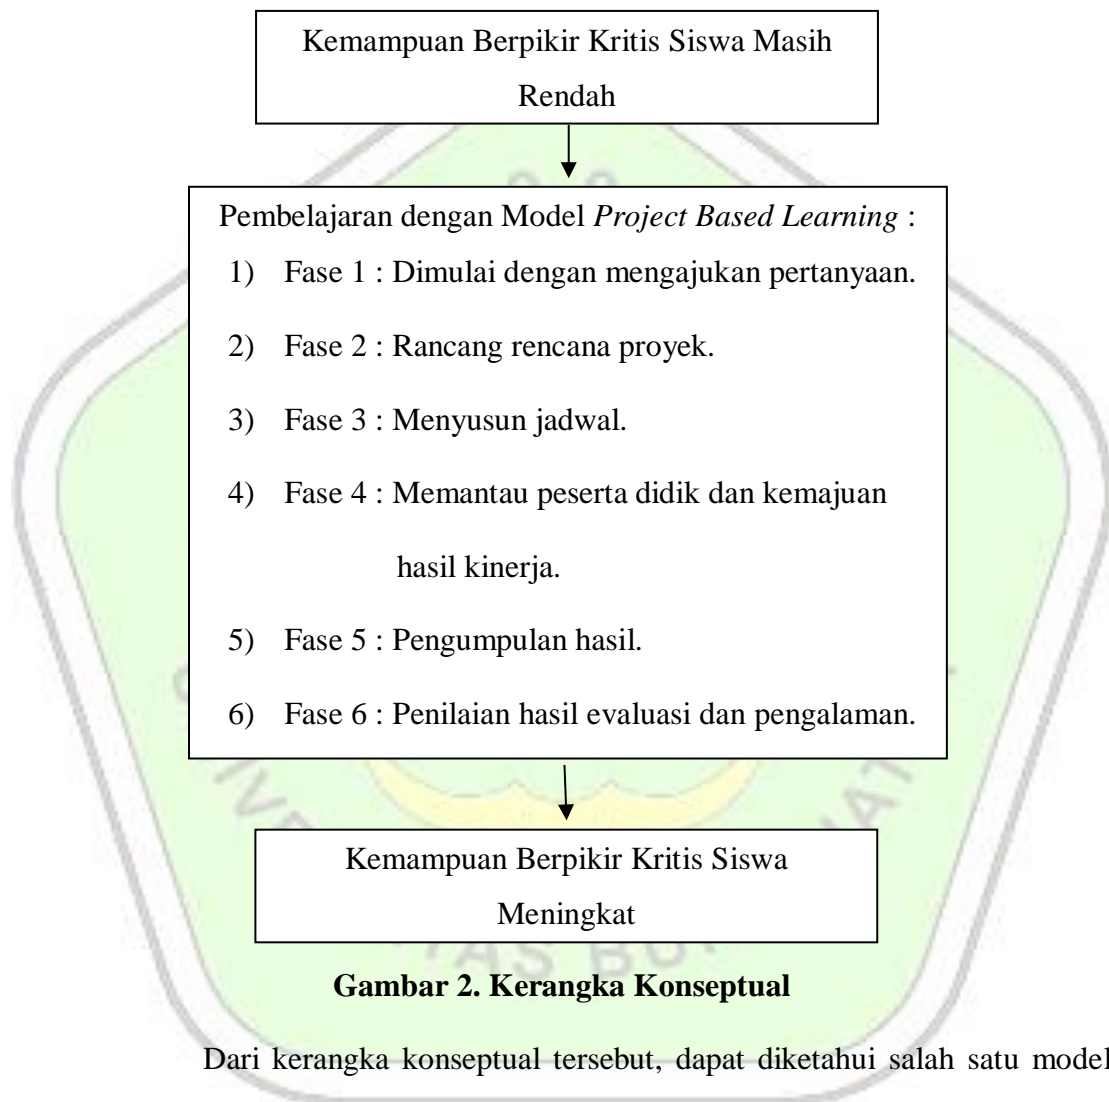 Kemampuan Berpikir Kritis Siswa Masih
Rendah
Pembelajaran dengan Model Project Based Learning :
1) Fase 1 : Dimulai dengan mengajukan pertanyaan.
2) Fase 2 : Rancang rencana proyek.
3) Fase 3 : Menyusun jadwal.
4) Fase 4 : Memantau peserta didik dan kemajuan
hasil kinerja.
5) Fase 5 : Pengumpulan hasil.
6) Fase 6 : Penilaian hasil evaluasi dan pengalaman.
Kemampuan Berpikir Kritis Siswa
Meningkat
Gambar 2. Kerangka Konseptual
Dari kerangka konseptual tersebut, dapat diketahui salah satu model